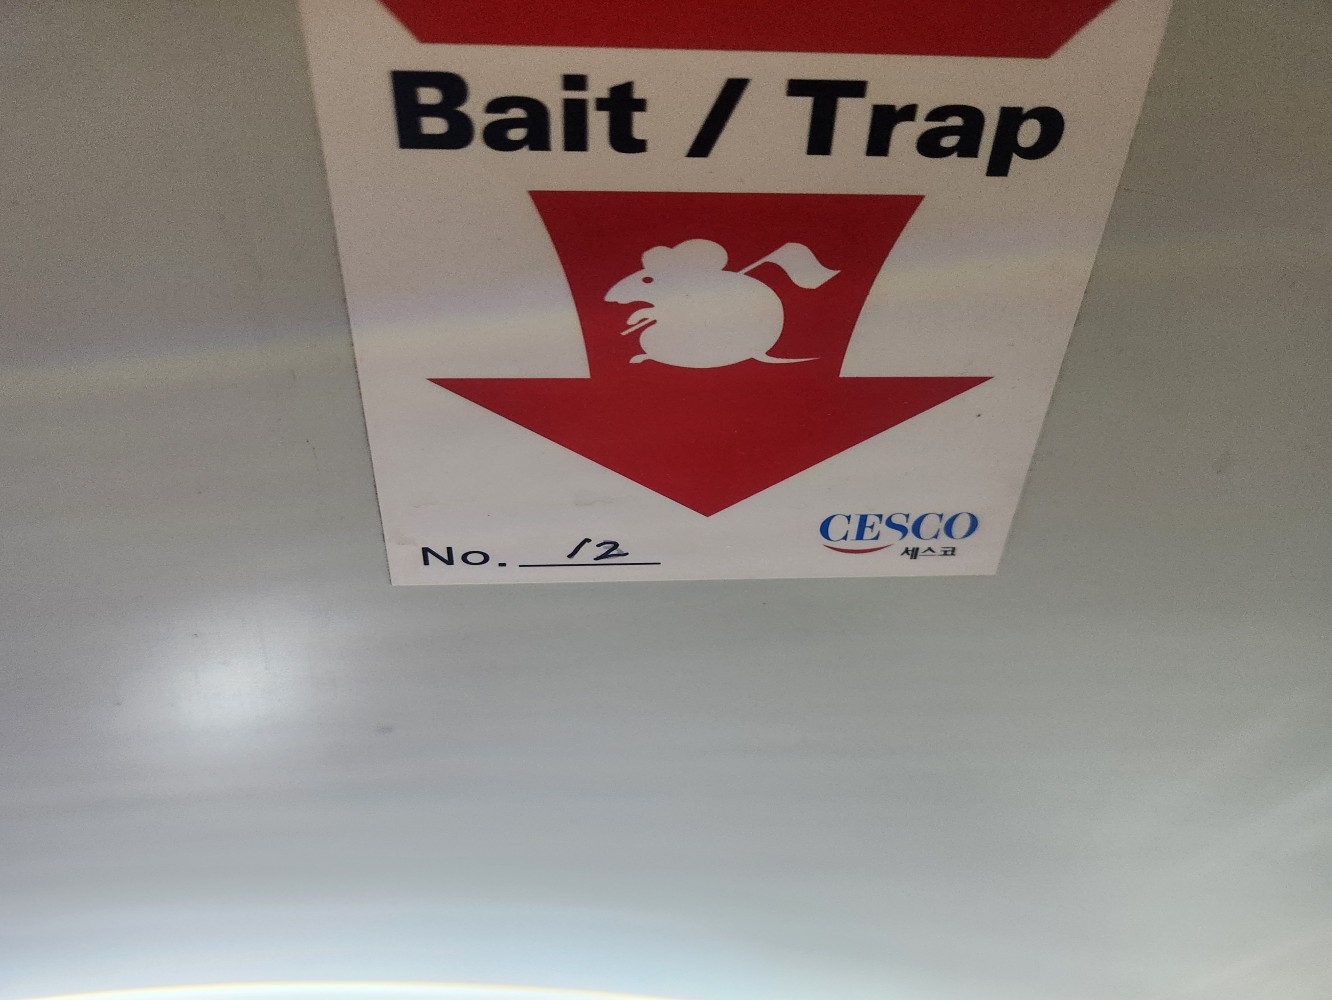 Bait / Trap
No. 12
CESCO
세스코